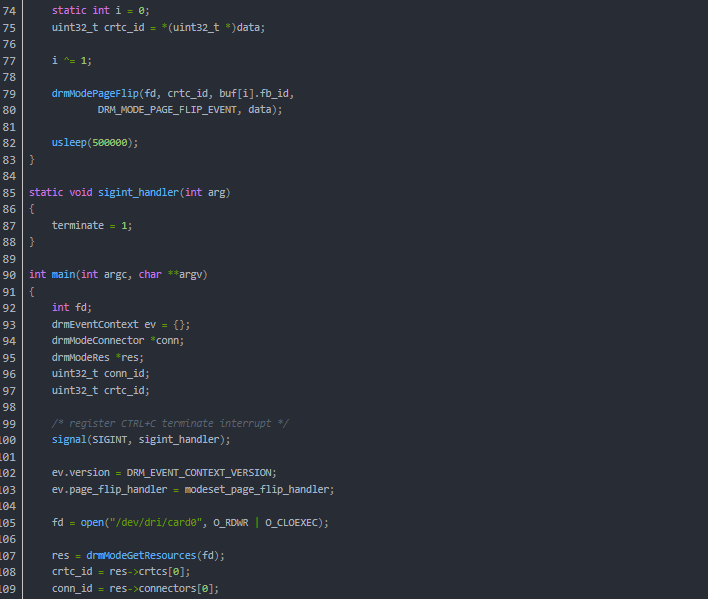 74     static int i = 0;
75     uint32_t crtc_id = *(uint32_t *)data;
76
77     i ^= 1;
78
79     drmModePageFlip(fd, crtc_id, buf[i].fb_id,
80             DRM_MODE_PAGE_FLIP_EVENT, data);
81
82     usleep(500000);
83 }
84
85 static void sigint_handler(int arg)
86 {
87     terminate = 1;
88 }
89
90 int main(int argc, char **argv)
91 {
92     int fd;
93     drmEventContext ev = {};
94     drmModeConnector *conn;
95     drmModeRes *res;
96     uint32_t conn_id;
97     uint32_t crtc_id;
98
99     /* register CTRL+C terminate interrupt */
100     signal(SIGINT, sigint_handler);
101
102     ev.version = DRM_EVENT_CONTEXT_VERSION;
103     ev.page_flip_handler = modeset_page_flip_handler;
104
105     fd = open("/dev/dri/card0", O_RDWR | O_CLOEXEC);
106
107     res = drmModeGetResources(fd);
108     crtc_id = res->crtcs[0];
109     conn_id = res->connectors[0];